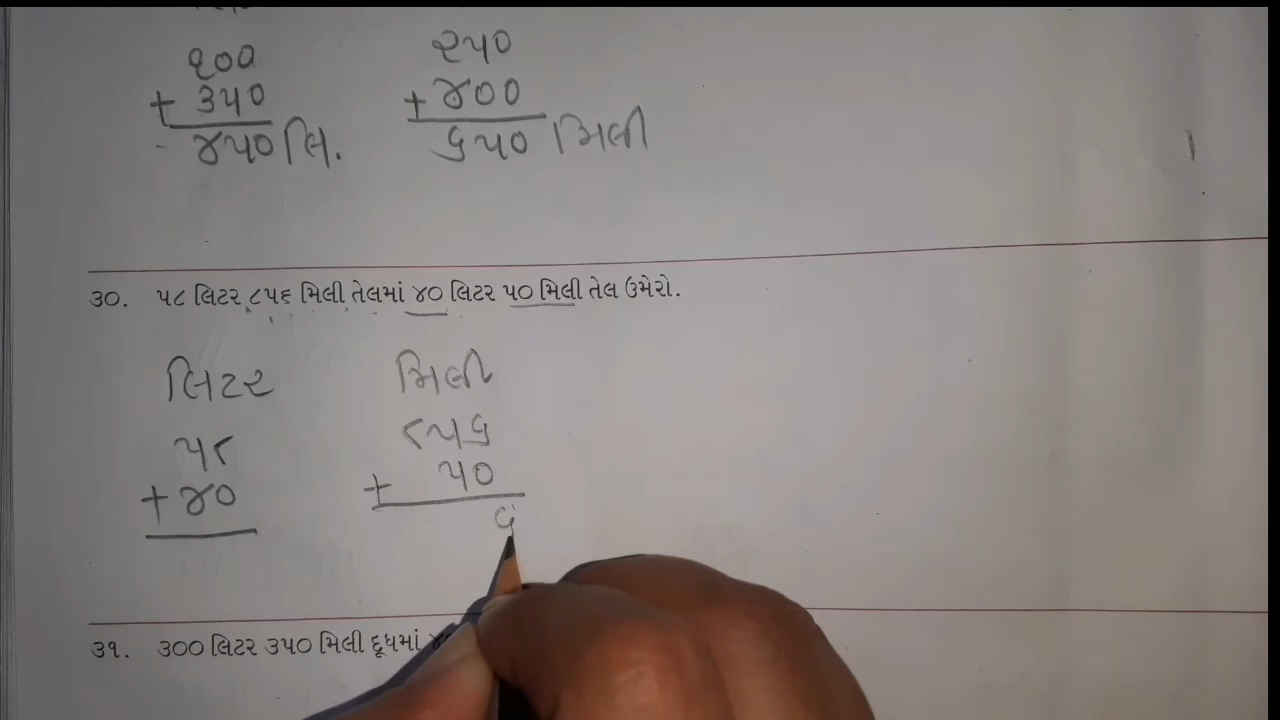 ૧૦૦ ૨૫૦
+ ૩૫૦ + ૪૦૦
૪૫૦ લિ. ૬૫૦ મિલી
૩૦. ૫૮ લિટર ૮૫૬ મિલી તેલમાં ૪૦ લિટર ૫૦ મિલી તેલ ઉમેરો.
લિટર મિલી
૫૮ ૮૫૬
+ ૪૦ + ૫૦
૬
૩૧. ૩૦૦ લિટર ૩૫૦ મિલી દૂધમાં